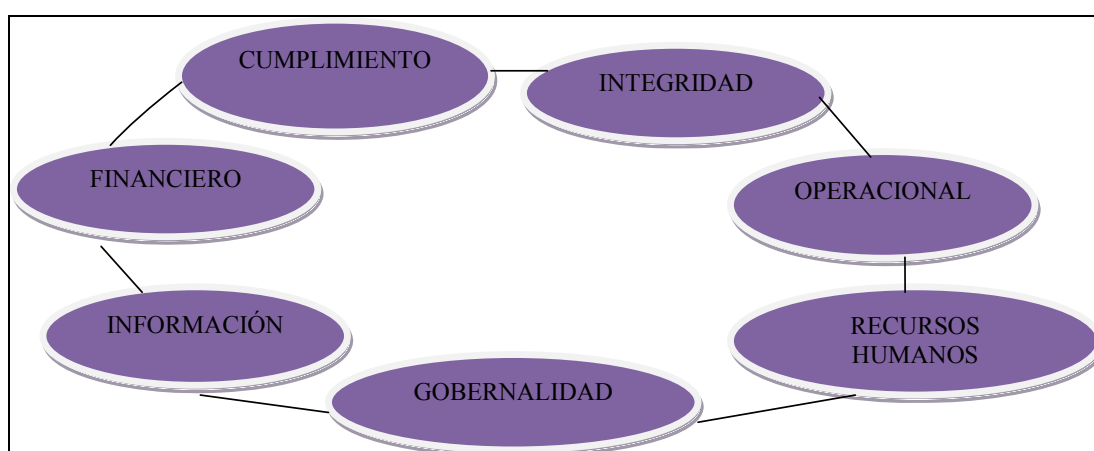 CUMPLIMIENTO
INTEGRIDAD
FINANCIERO
OPERACIONAL
INFORMACIÓN
RECURSOS
HUMANOS
GOBERNALIDAD